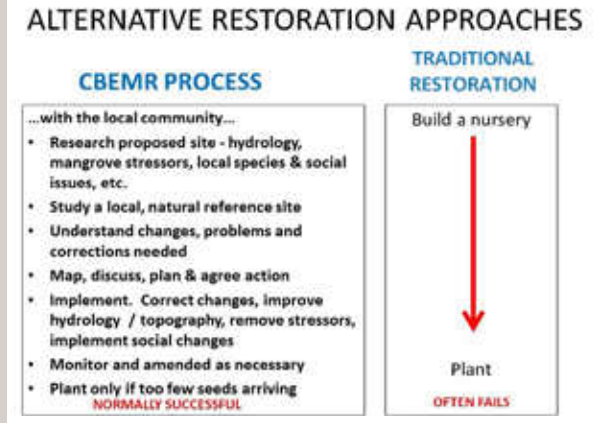 ALTERNATIVE RESTORATION APPROACHES
CBEMR PROCESS
...with the local community...
• Research proposed site - hydrology,
mangrove stressors, local species & social
issues, etc.
• Study a local, natural reference site
• Understand changes, problems and
corrections needed
• Map, discuss, plan & agree action
• Implement. Correct changes, improve
hydrology / topography, remove stressors,
implement social changes
• Monitor and amended as necessary
• Plant only if too few seeds arriving
NORMALLY SUCCESSFUL
TRADITIONAL
RESTORATION
Build a nursery
Plant
OFTEN FAILS